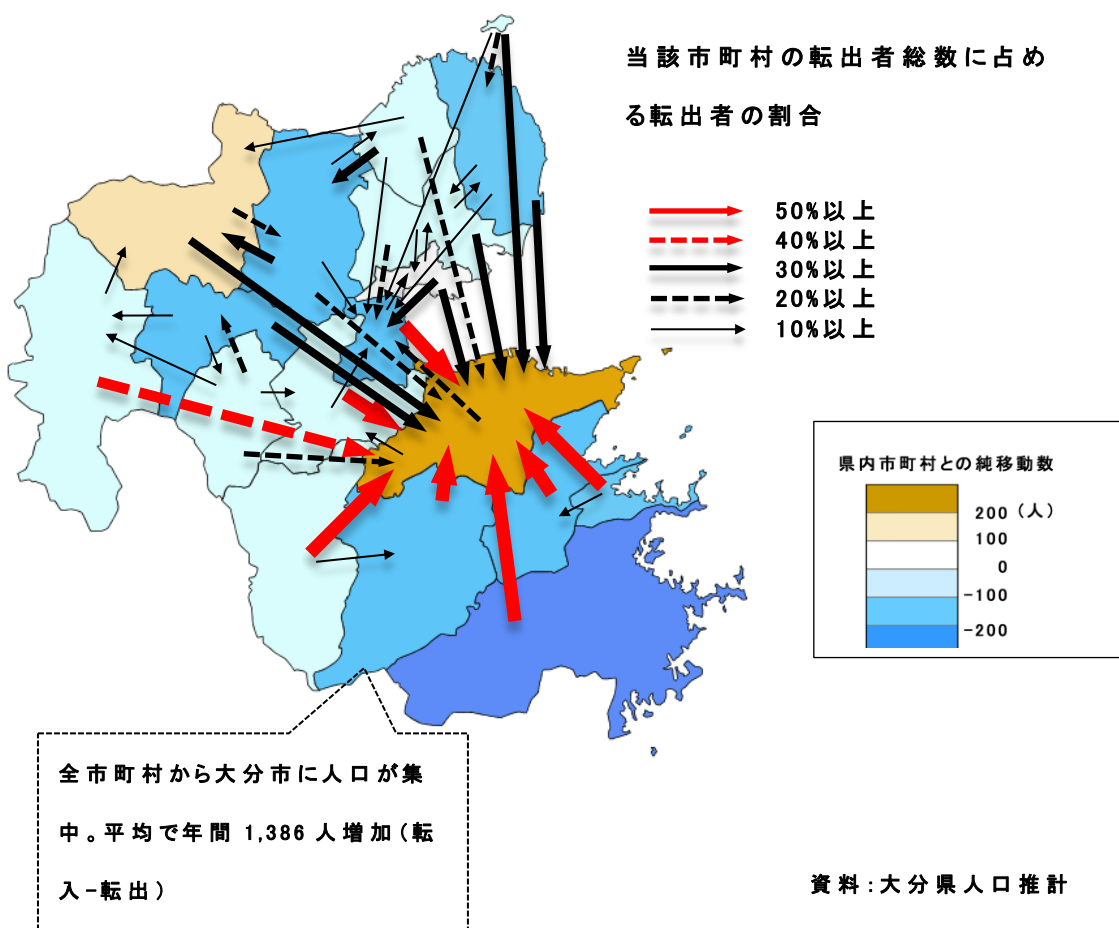 当該市町村の転出者総数に占め
る転出者の割合
50%以上
40%以上
30%以上
20%以上
10%以上
県内市町村との純移動数
200（人）
100
0
-100
-200
全市町村から大分市に人口が集
中。平均で年間 1,386 人増加（転
入-転出）
資料：大分県人口推計